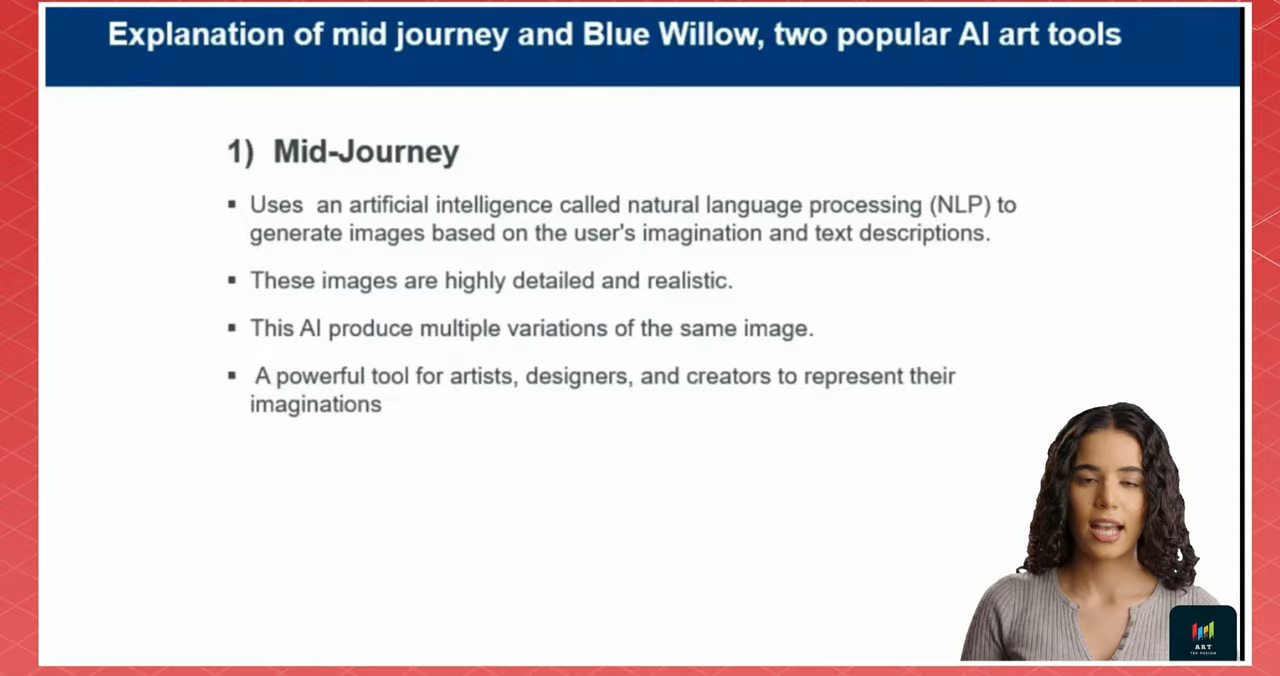 Explanation of mid journey and Blue Willow, two popular AI art tools
1) Mid-Journey
▪ Uses an artificial intelligence called natural language processing (NLP) to
generate images based on the user's imagination and text descriptions.
▪ These images are highly detailed and realistic.
▪ This AI produce multiple variations of the same image.
▪ A powerful tool for artists, designers, and creators to represent their
imaginations
ART
TEK FUSION